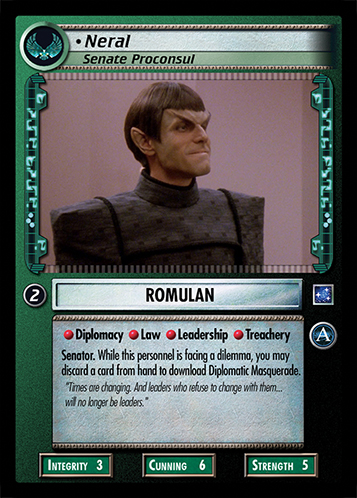 • Neral
Senate Proconsul
2
ROMULAN
• Diplomacy • Law • Leadership • Treachery
A
Senator. While this personnel is facing a dilemma, you may
discard a card from hand to download Diplomatic Masquerade.
"Times are changing. And leaders who refuse to change with them...
will no longer be leaders."
INTEGRITY 3 CUNNING 6 STRENGTH 5